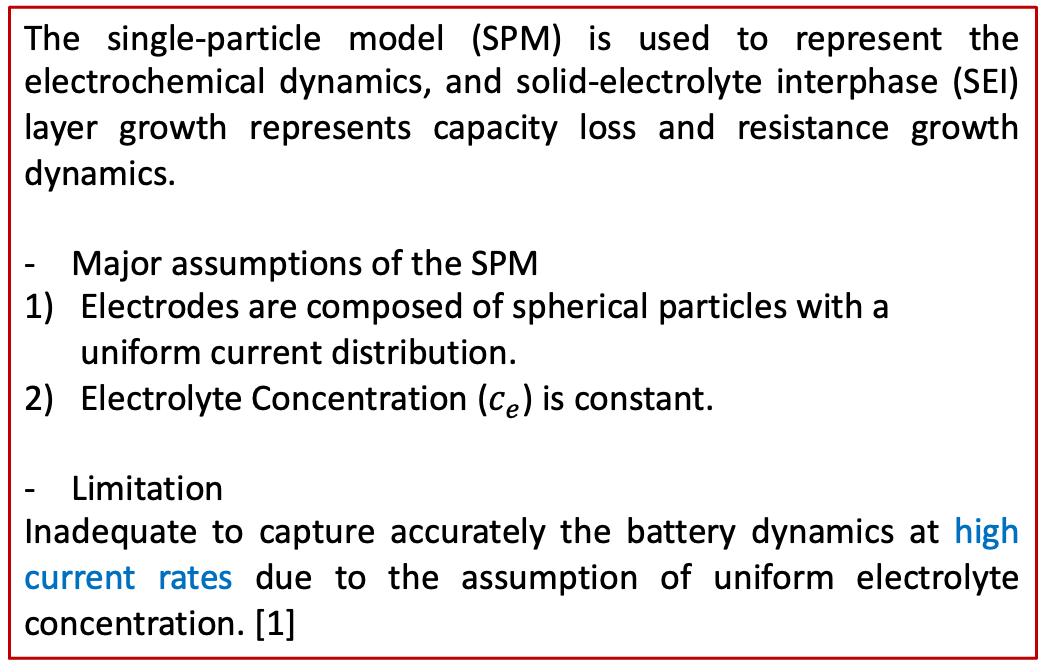 The single-particle model (SPM) is used to represent the
electrochemical dynamics, and solid-electrolyte interphase (SEI)
layer growth represents capacity loss and resistance growth
dynamics.
- Major assumptions of the SPM
1) Electrodes are composed of spherical particles with a
uniform current distribution.
2) Electrolyte Concentration (𝑐ₑ) is constant.
- Limitation
Inadequate to capture accurately the battery dynamics at high
current rates due to the assumption of uniform electrolyte
concentration. [1]